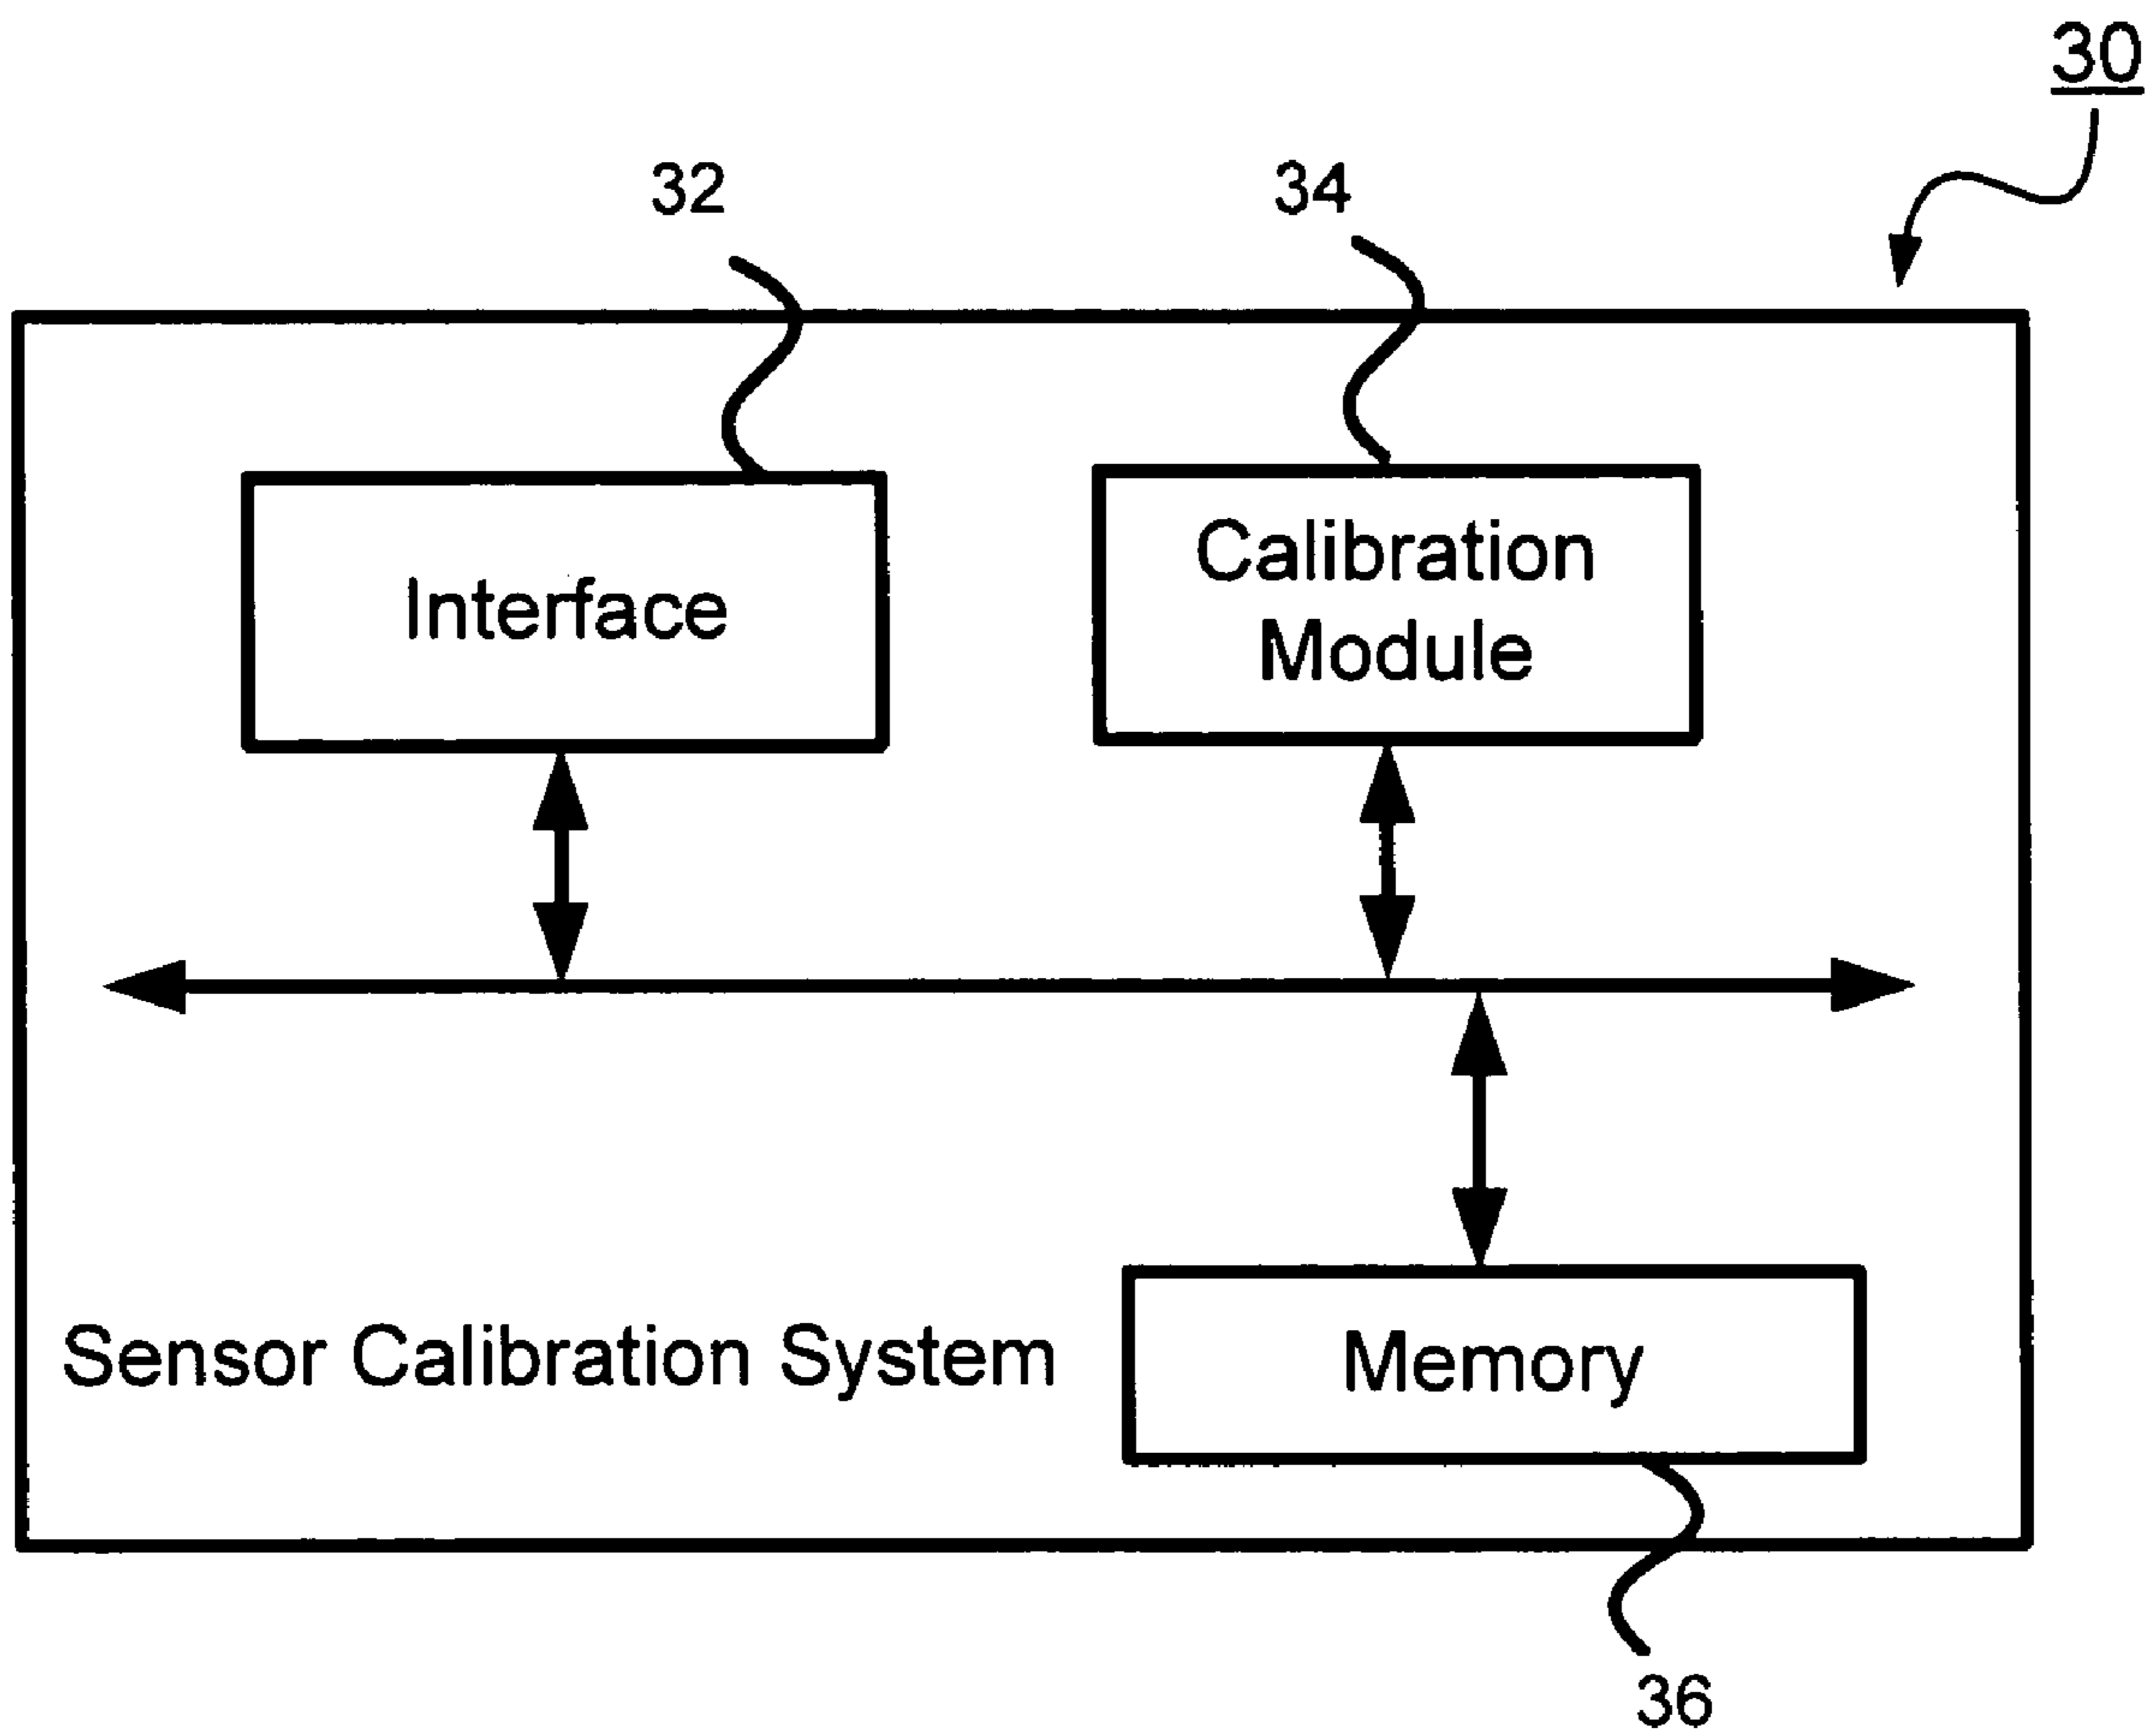 30
32
34
Interface
Calibration
Module
Sensor Calibration System
Memory
36